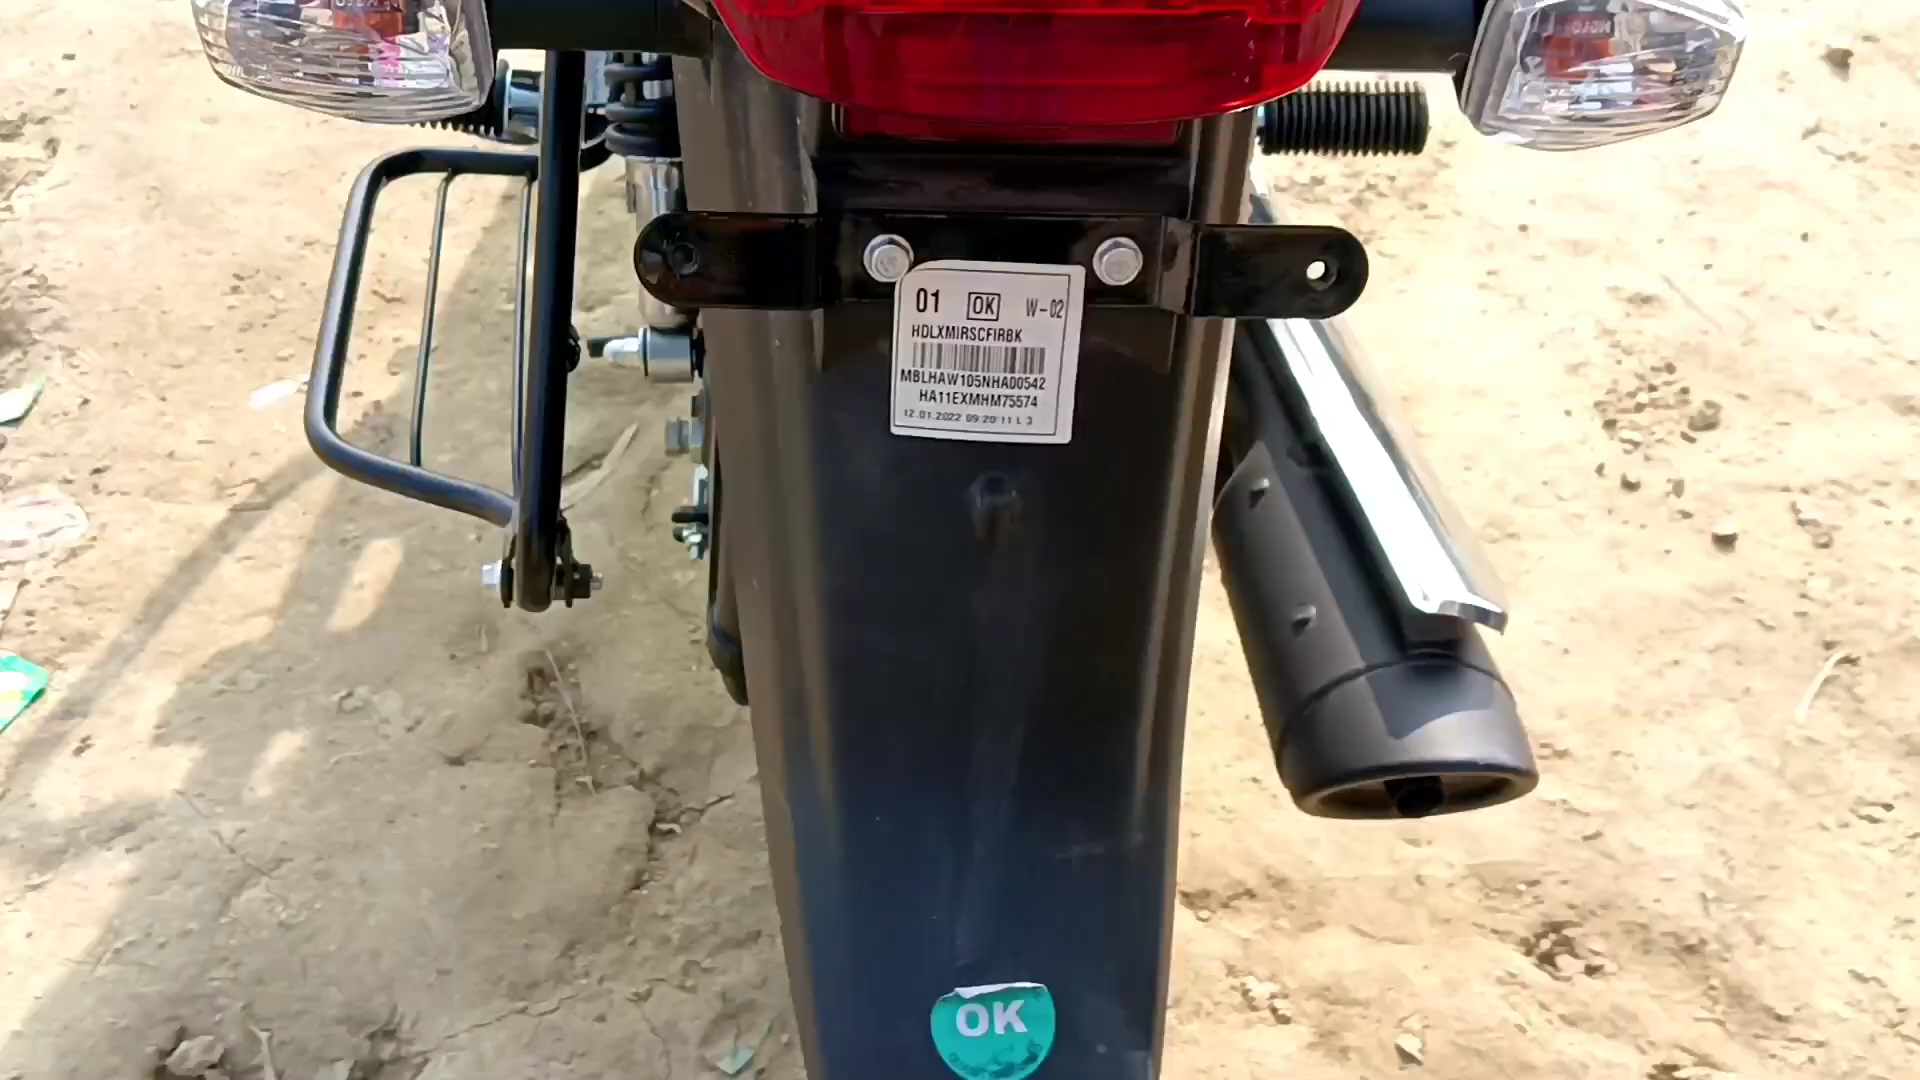 01 OK W-02
HDLXMIRSCFIRBK
MBLHAW105NHA00542
HA11EXMHM75574
12.01.2022 09:20:11 L 3
OK